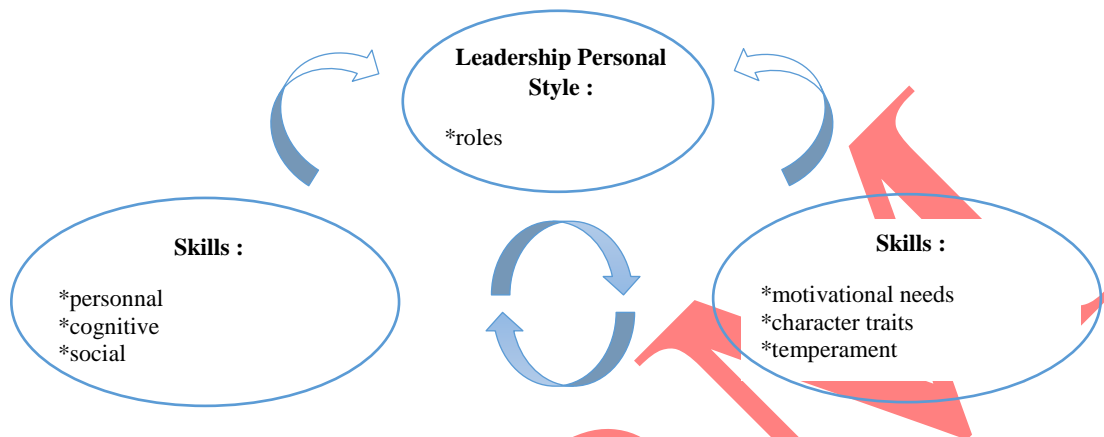 Leadership Personal
Style :
*roles
Skills :
*personnal
*cognitive
*social
Skills :
*motivational needs
*character traits
*temperament